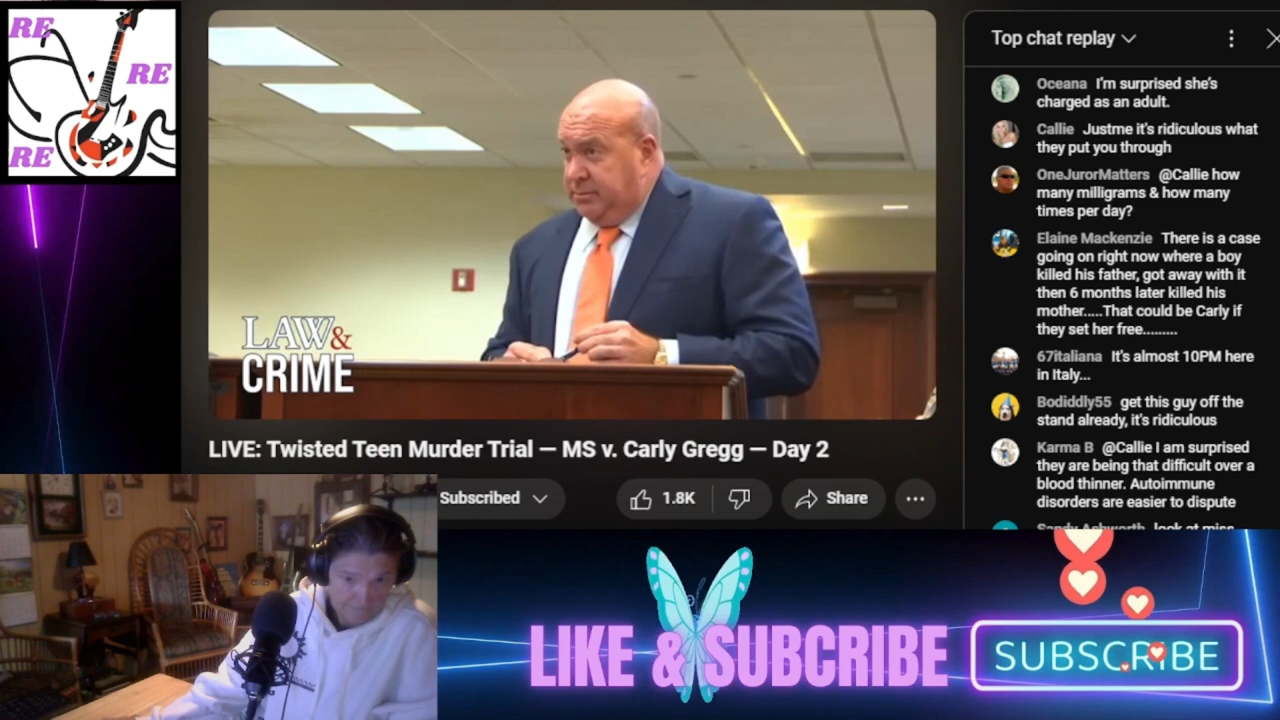 RE
RE
RE
LAW&
CRIME
LIVE: Twisted Teen Murder Trial — MS v. Carly Gregg — Day 2
Subscribed
1.8K
Share
Top chat replay
Oceana I'm surprised she's
charged as an adult.
Callie Justme it's ridiculous what
they put you through
OneJurorMatters @Callie how
many milligrams & how many
times per day?
Elaine Mackenzie There is a case
going on right now where a boy
killed his father, got away with it
then 6 months later killed his
mother.....That could be Carly if
they set her free.........
67italiana It's almost 10PM here
in Italy...
Bodiddly55 get this guy off the
stand already, it's ridiculous
Karma B @Callie I am surprised
they are being that difficult over a
blood thinner. Autoimmune
disorders are easier to dispute
Sandy Ashworth look at miss
LIKE & SUBCRIBE
SUBSCRIBE